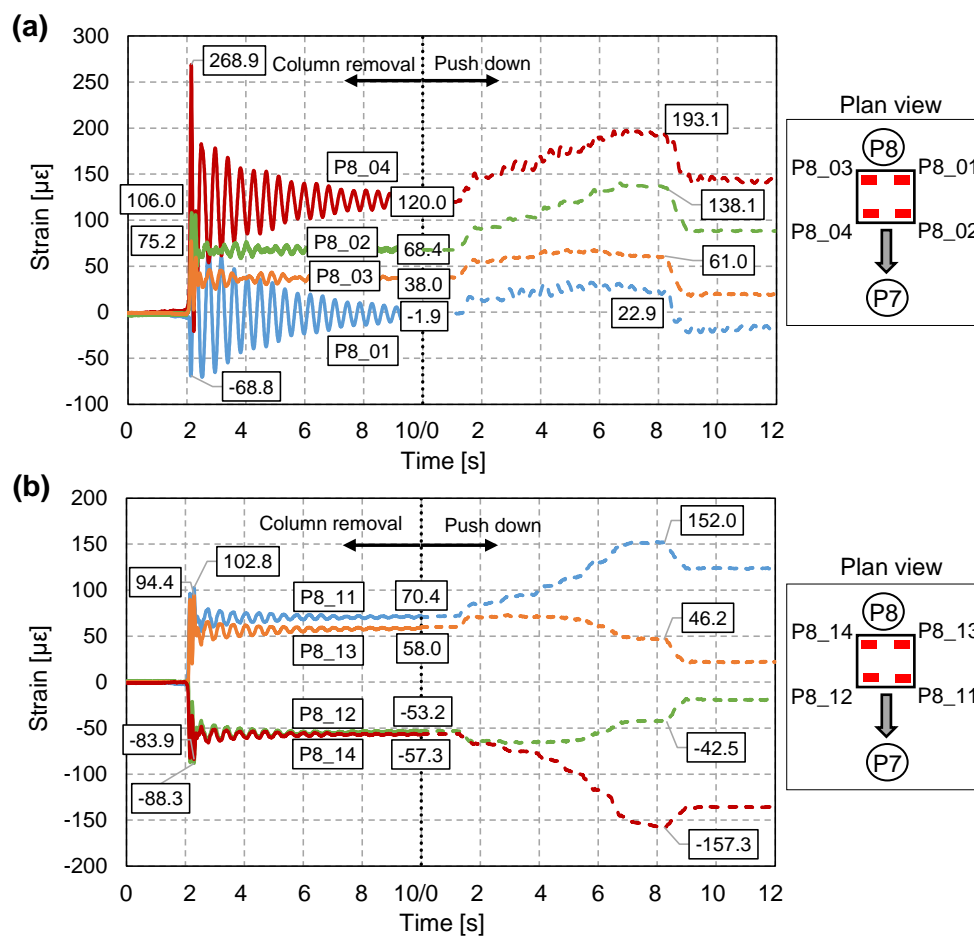 (a)
300
250
200
150
100
50
0
-50
-100
Strain [µε]
268.9
Column removal
Push down
193.1
P8_04
106.0
120.0
138.1
75.2
P8_02
68.4
P8_03
38.0
61.0
-1.9
22.9
P8_01
-68.8
0 2 4 6 8 10/0 2 4 6 8 10 12
Time [s]
Plan view
P8
P8_03 P8_01
P8_04 P8_02
P7
(b)
200
150
100
50
0
-50
-100
-150
-200
Strain [µε]
Column removal
Push down
152.0
94.4
102.8
P8_11
70.4
46.2
P8_13
58.0
P8_12
-53.2
-83.9
P8_14
-57.3
-42.5
-88.3
-157.3
0 2 4 6 8 10/0 2 4 6 8 10 12
Time [s]
Plan view
P8
P8_14 P8_13
P8_12 P8_11
P7